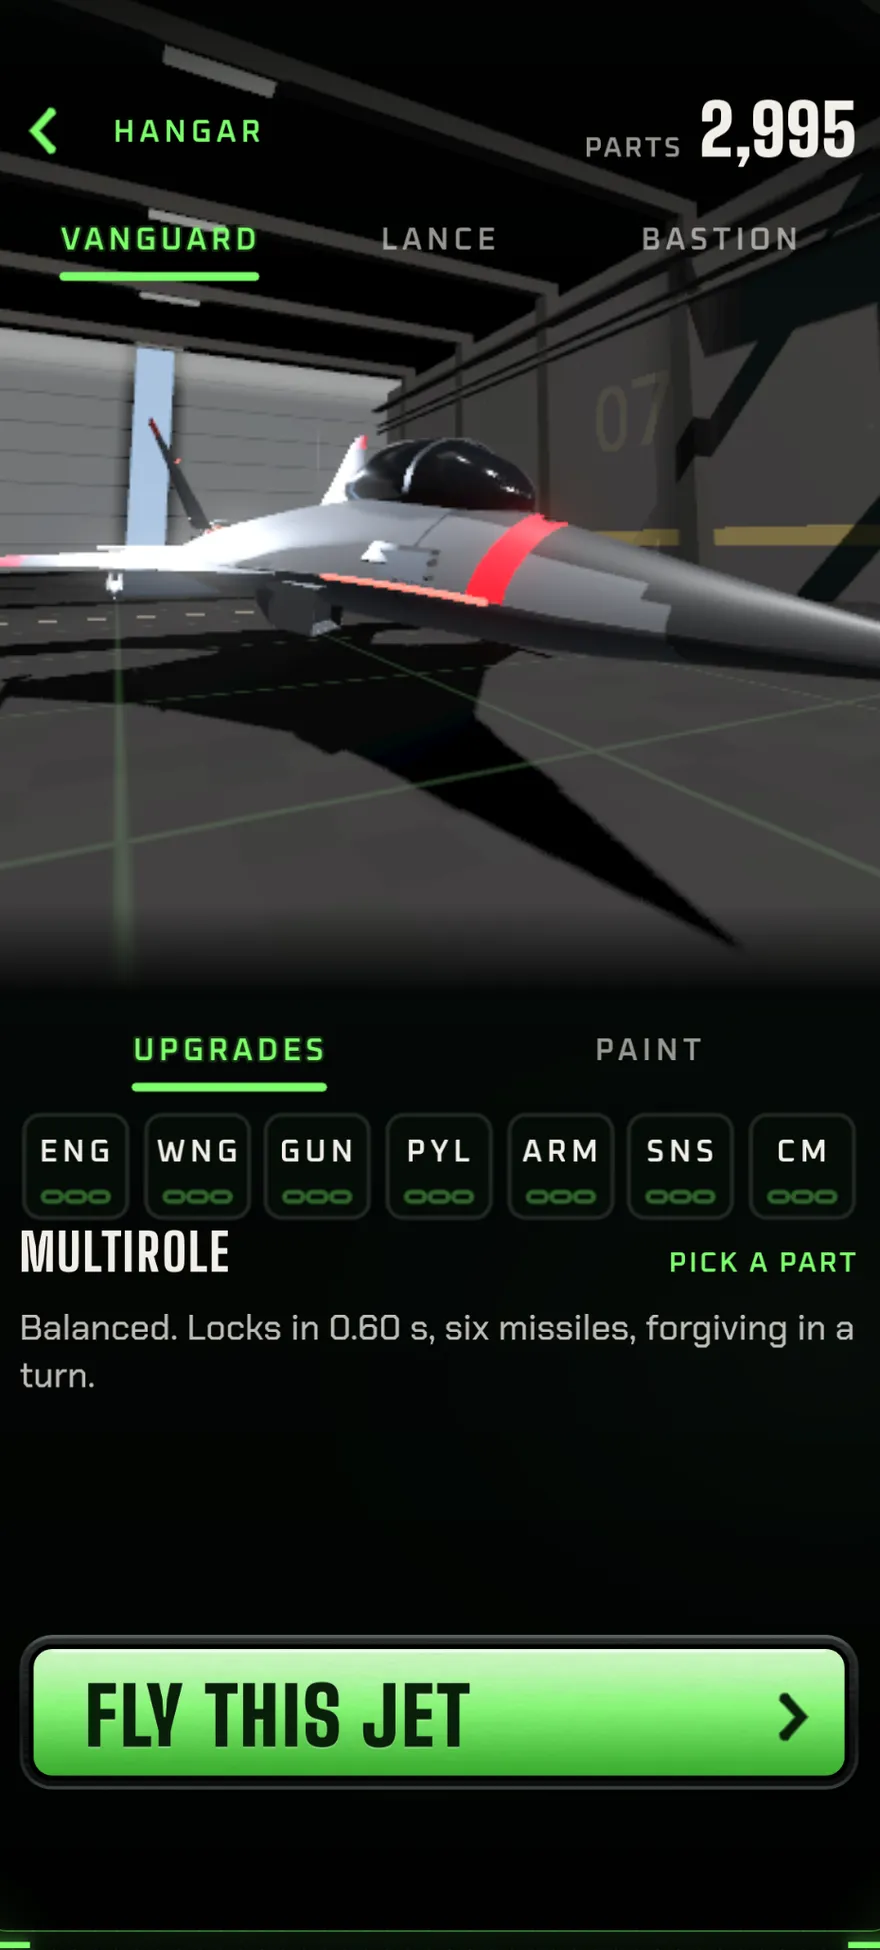 HANGAR
PARTS 2,995
VANGUARD LANCE BASTION
07
UPGRADES PAINT
ENG WNG GUN PYL ARM SNS CM
MULTIROLE
PICK A PART
Balanced. Locks in 0.60 s, six missiles, forgiving in a
turn.
FLY THIS JET